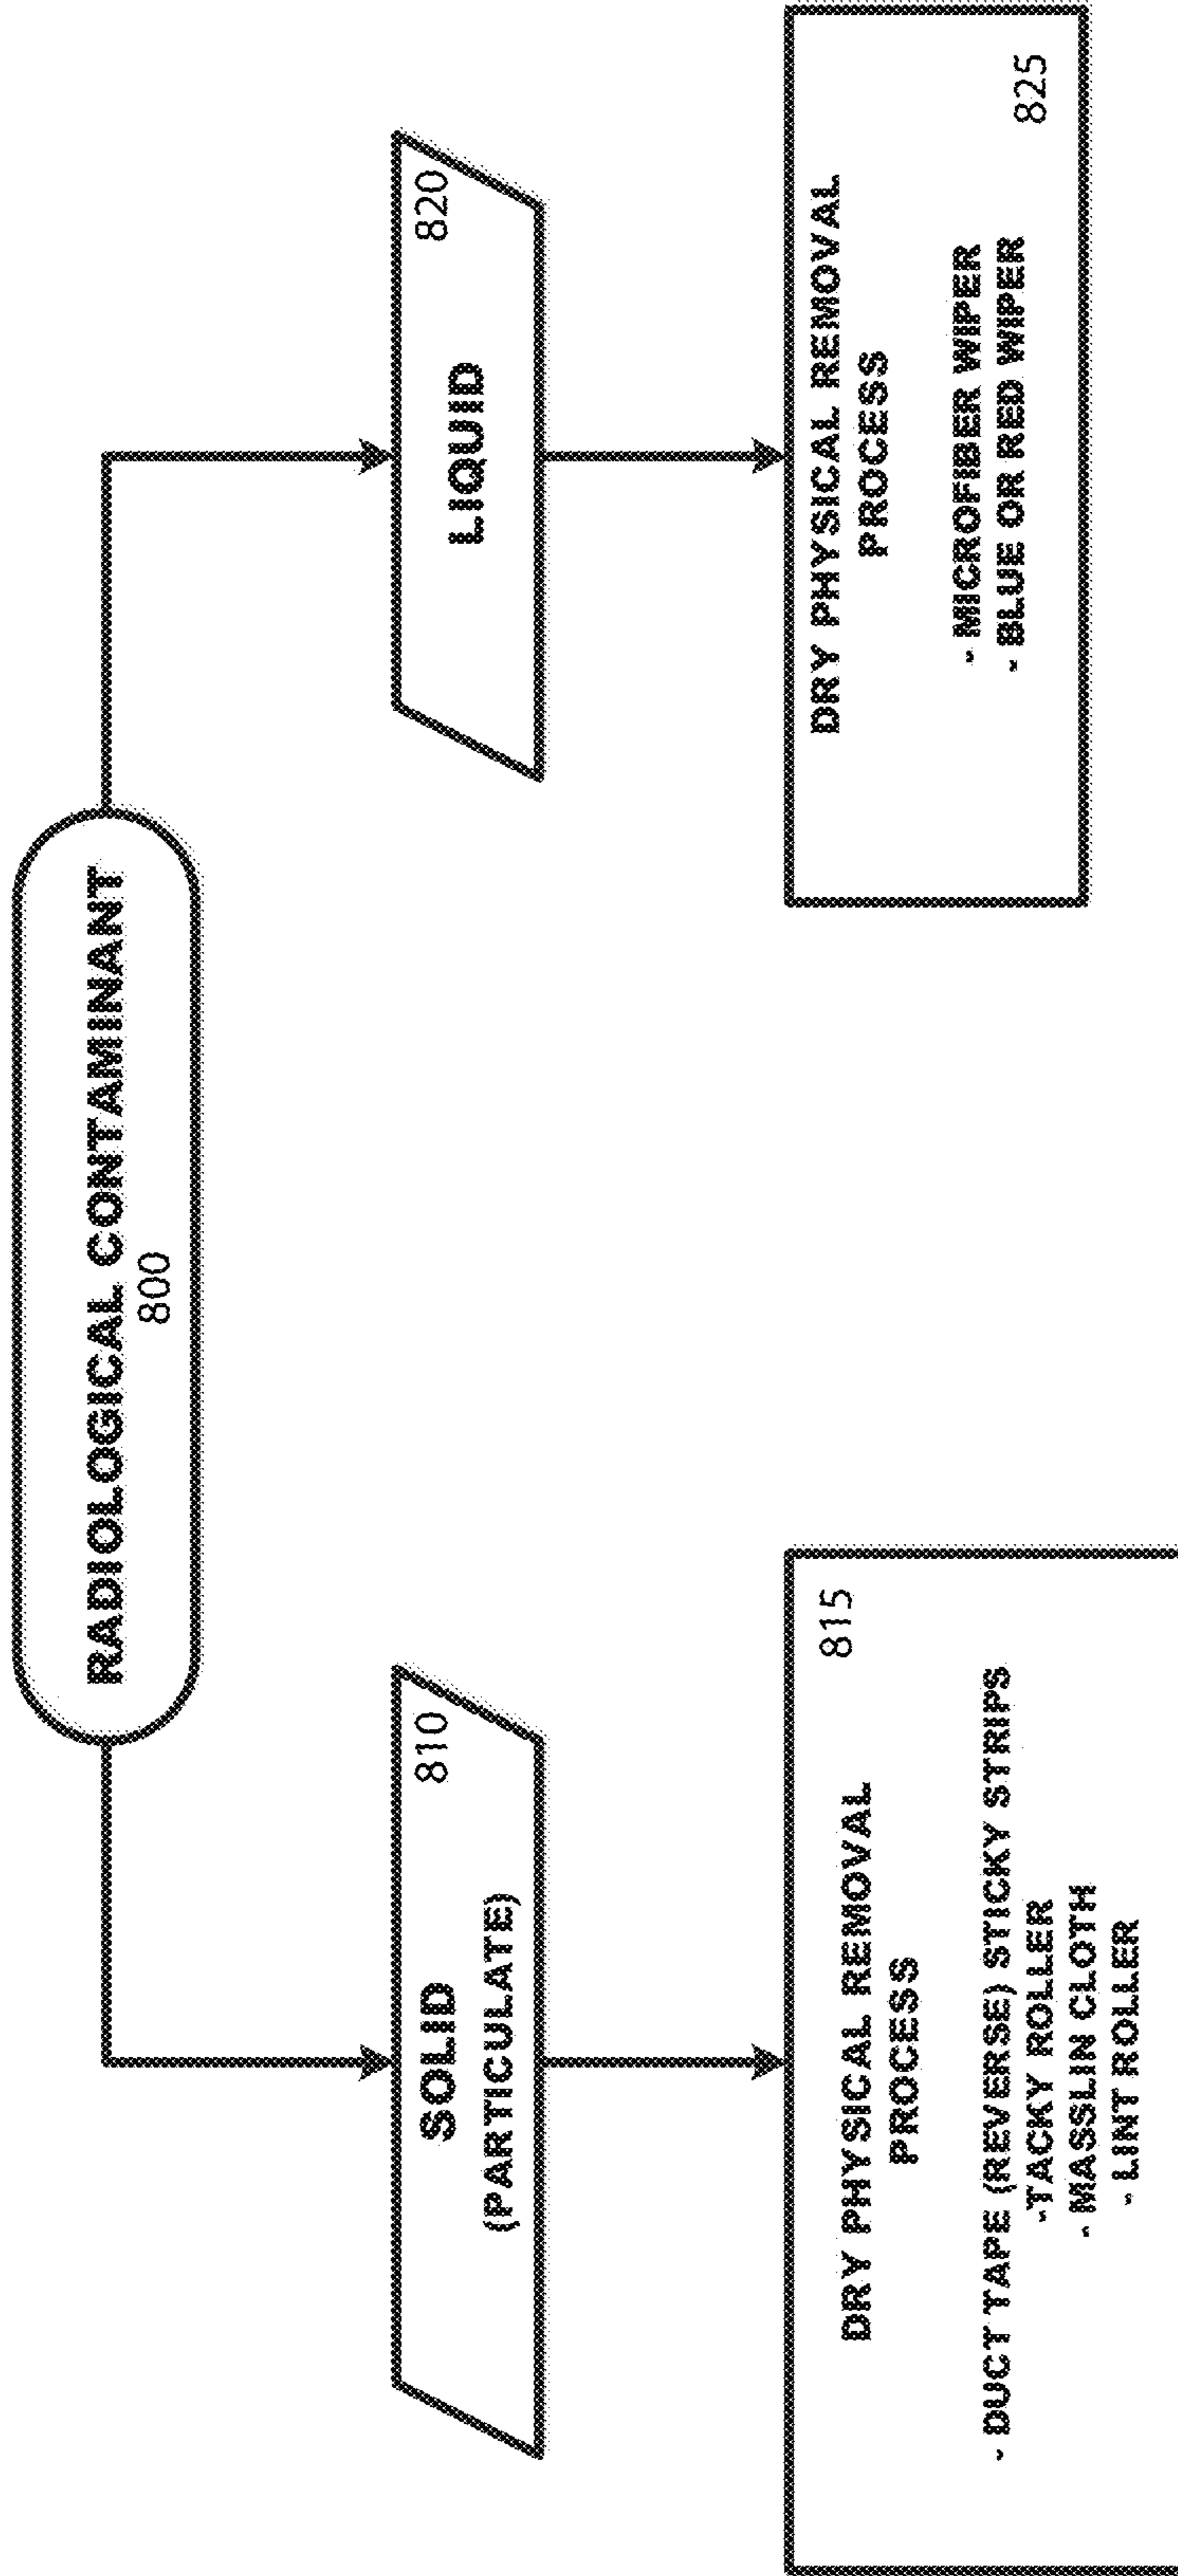 RADIOLOGICAL CONTAMINANT
800
SOLID
(PARTICULATE)
810
LIQUID
820
DRY PHYSICAL REMOVAL
PROCESS
815
- DUCT TAPE (REVERSE) STICKY STRIPS
-TACKY ROLLER
- MASSLIN CLOTH
- LINT ROLLER
DRY PHYSICAL REMOVAL
PROCESS
- MICROFIBER WIPER
- BLUE OR RED WIPER
825